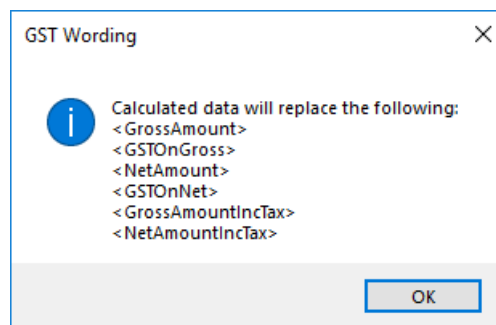 GST Wording
Calculated data will replace the following:
<GrossAmount>
<GSTOnGross>
<NetAmount>
<GSTOnNet>
<GrossAmountIncTax>
<NetAmountIncTax>
OK